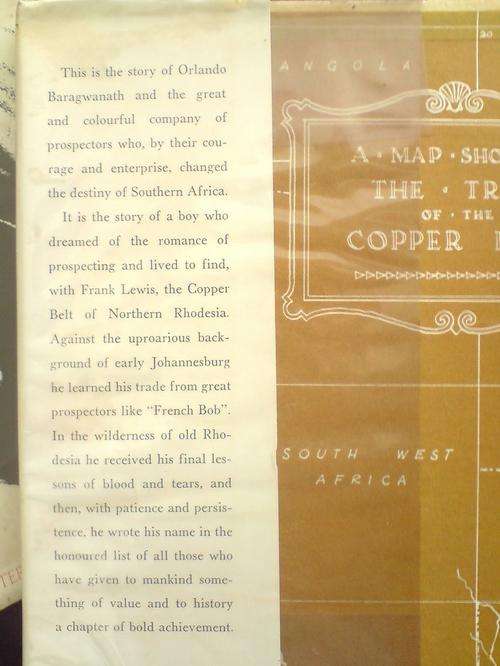 This is the story of Orlando
Baragwanath and the great
and colourful company of
prospectors who, by their cou-
rage and enterprise, changed
the destiny of Southern Africa.
It is the story of a boy who
dreamed of the romance of
prospecting and lived to find,
with Frank Lewis, the Copper
Belt of Northern Rhodesia.
Against the uproarious back-
ground of early Johannesburg
he learned his trade from great
prospectors like "French Bob".
In the wilderness of old Rho-
desia he received his final les-
sons of blood and tears, and
then, with patience and persis-
tence, he wrote his name in the
honoured list of all those who
have given to mankind some-
thing of value and to history
a chapter of bold achievement.
ANGOLA
20
A · MAP · SHO
THE · TR
OF · THE
COPPER
SOUTH WEST
AFRICA